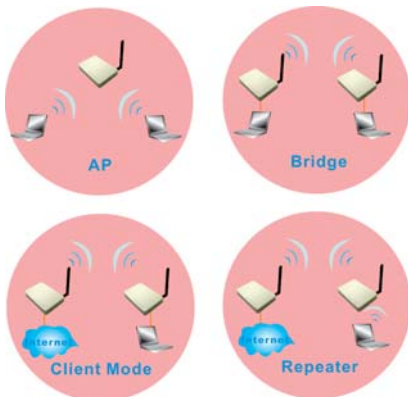 AP
Bridge
Internet
Client Mode
Internet
Repeater